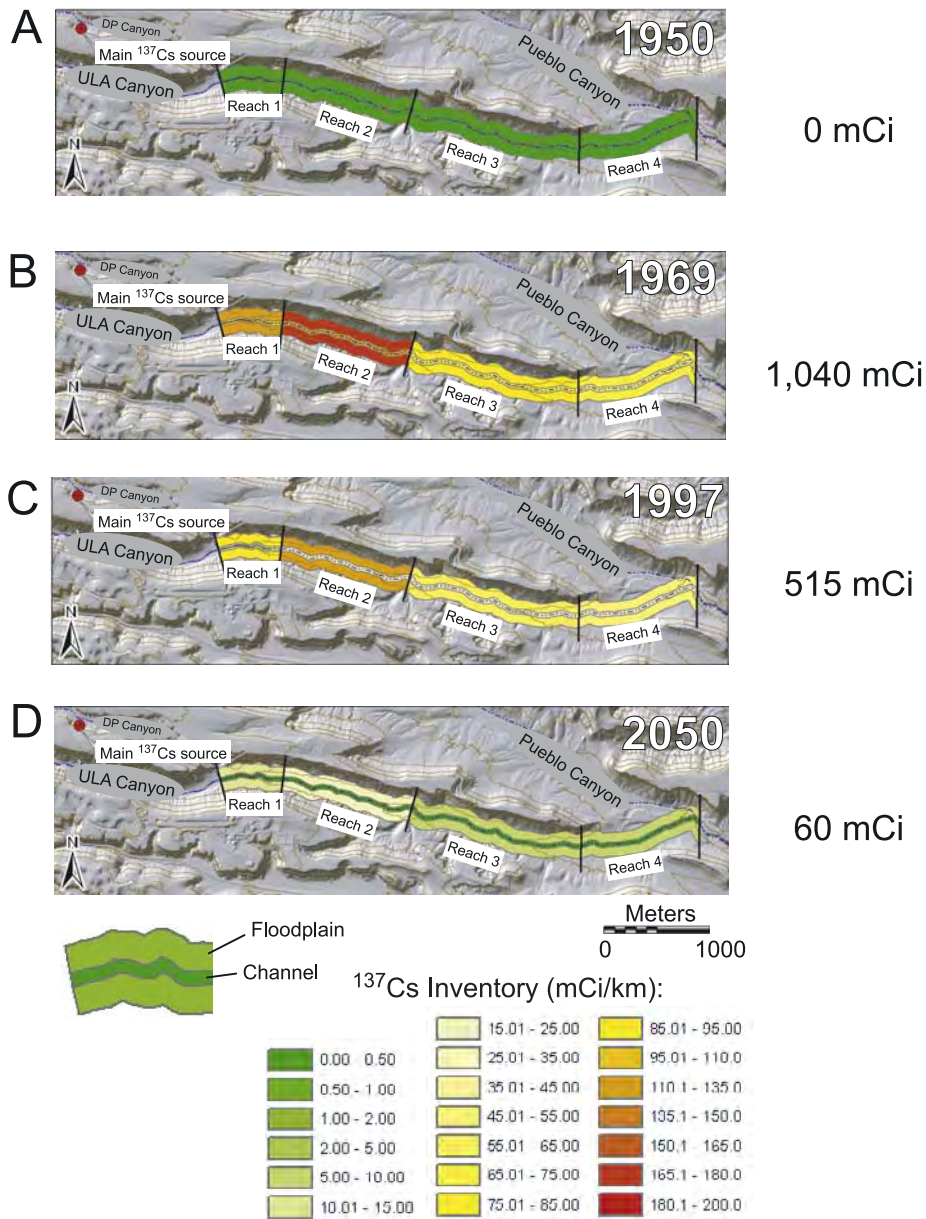 A
DP Canyon
Main ¹³⁷Cs source
ULA Canyon
Reach 1
Reach 2
Reach 3
Reach 4
Pueblo Canyon
1950
N
0 mCi
B
DP Canyon
Main ¹³⁷Cs source
ULA Canyon
Reach 1
Reach 2
Reach 3
Reach 4
Pueblo Canyon
1969
N
1,040 mCi
C
DP Canyon
Main ¹³⁷Cs source
ULA Canyon
Reach 1
Reach 2
Reach 3
Reach 4
Pueblo Canyon
1997
N
515 mCi
D
DP Canyon
Main ¹³⁷Cs source
ULA Canyon
Reach 1
Reach 2
Reach 3
Reach 4
Pueblo Canyon
2050
N
60 mCi
Floodplain
Channel
Meters
0 1000
¹³⁷Cs Inventory (mCi/km):
0.00 - 0.50
0.50 - 1.00
1.00 - 2.00
2.00 - 5.00
5.00 - 10.00
10.01 - 15.00
15.01 - 25.00
25.01 - 35.00
35.01 - 45.00
45.01 - 55.00
55.01 65.00
65.01 - 75.00
75.01 - 85.00
85.01 - 95.00
95.01 - 110.0
110.1 - 135.0
135.1 - 150.0
150.1 - 165.0
165.1 - 180.0
180.1 - 200.0